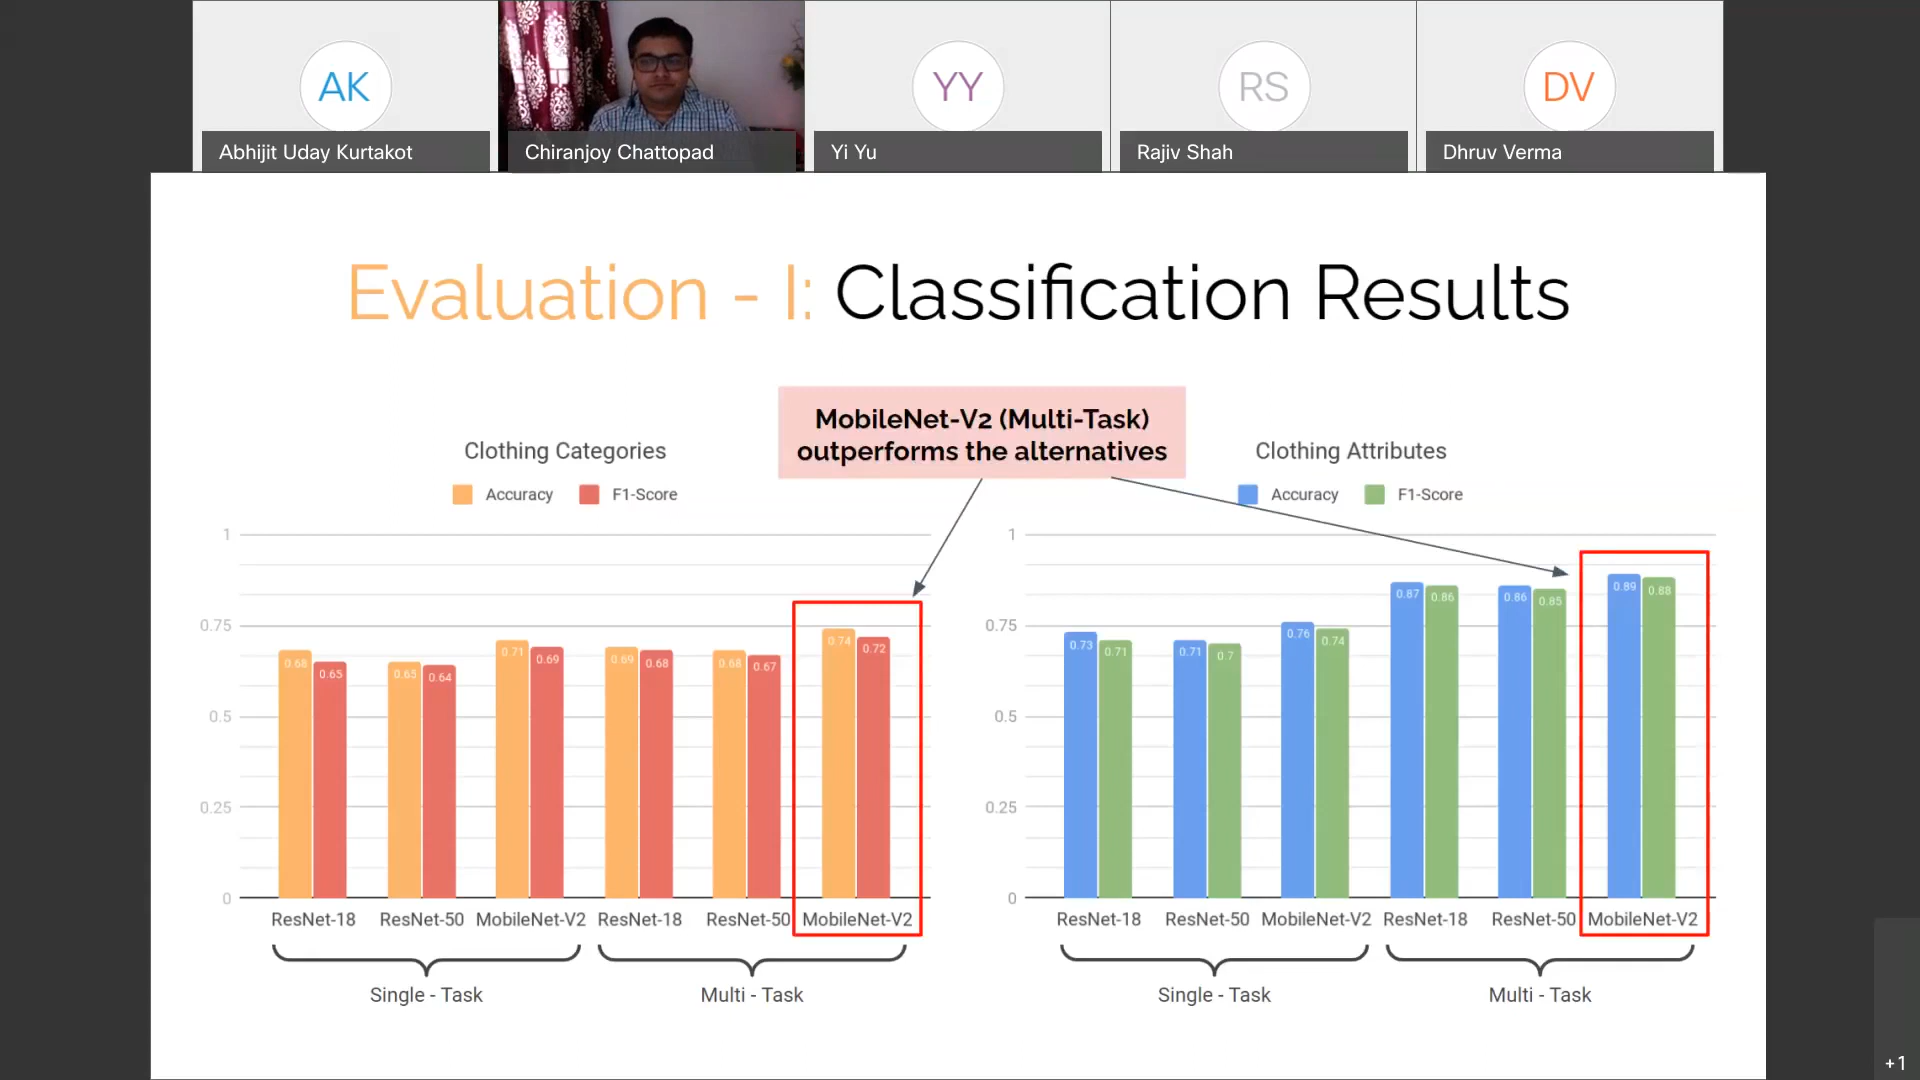 AK
YY
RS
DV
Abhijit Uday Kurtakot
Chiranjoy Chattopad
Yi Yu
Rajiv Shah
Dhruv Verma
Evaluation - I: Classification Results
MobileNet-V2 (Multi-Task)
outperforms the alternatives
Clothing Categories
Accuracy F1-Score
1
0.75
0.5
0.25
0
0.68 0.65 0.65 0.64 0.71 0.69 0.69 0.68 0.68 0.67 0.74 0.72
ResNet-18 ResNet-50 MobileNet-V2 ResNet-18 ResNet-50 MobileNet-V2
Single - Task Multi - Task
Clothing Attributes
Accuracy F1-Score
1
0.75
0.5
0.25
0
0.73 0.71 0.71 0.7 0.76 0.74 0.87 0.86 0.86 0.85 0.89 0.88
ResNet-18 ResNet-50 MobileNet-V2 ResNet-18 ResNet-50 MobileNet-V2
Single - Task Multi - Task
+1